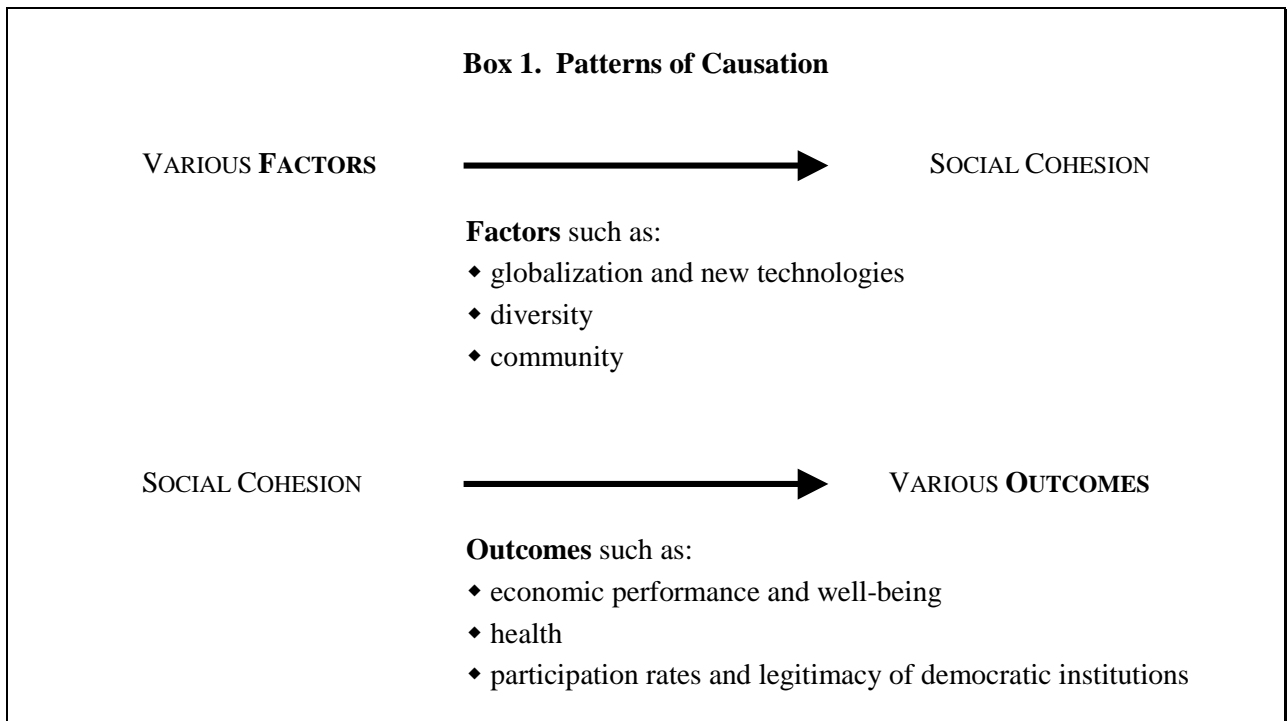 Box 1. Patterns of Causation
VARIOUS FACTORS SOCIAL COHESION
Factors such as:
◆ globalization and new technologies
◆ diversity
◆ community
SOCIAL COHESION VARIOUS OUTCOMES
Outcomes such as:
◆ economic performance and well-being
◆ health
◆ participation rates and legitimacy of democratic institutions